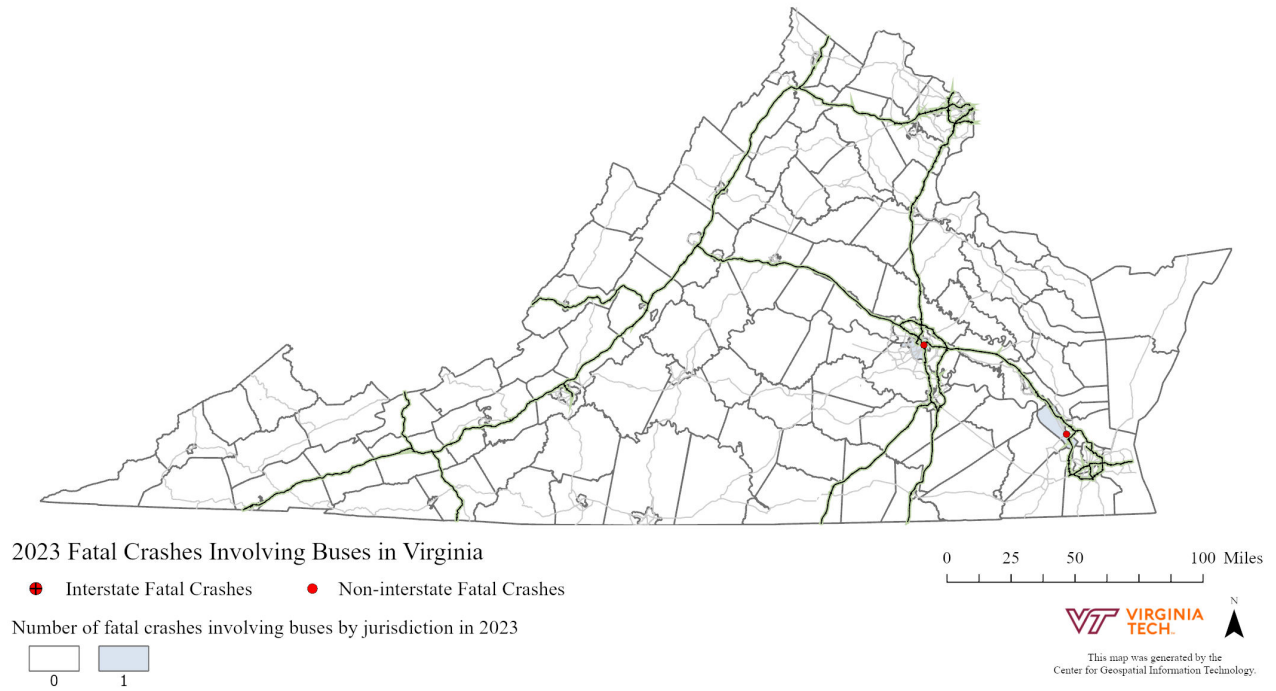 2023 Fatal Crashes Involving Buses in Virginia
Interstate Fatal Crashes
Non-interstate Fatal Crashes
Number of fatal crashes involving buses by jurisdiction in 2023
0
1
0 25 50 100 Miles
VT VIRGINIA
TECH
N
This map was generated by the
Center for Geospatial Information Technology.